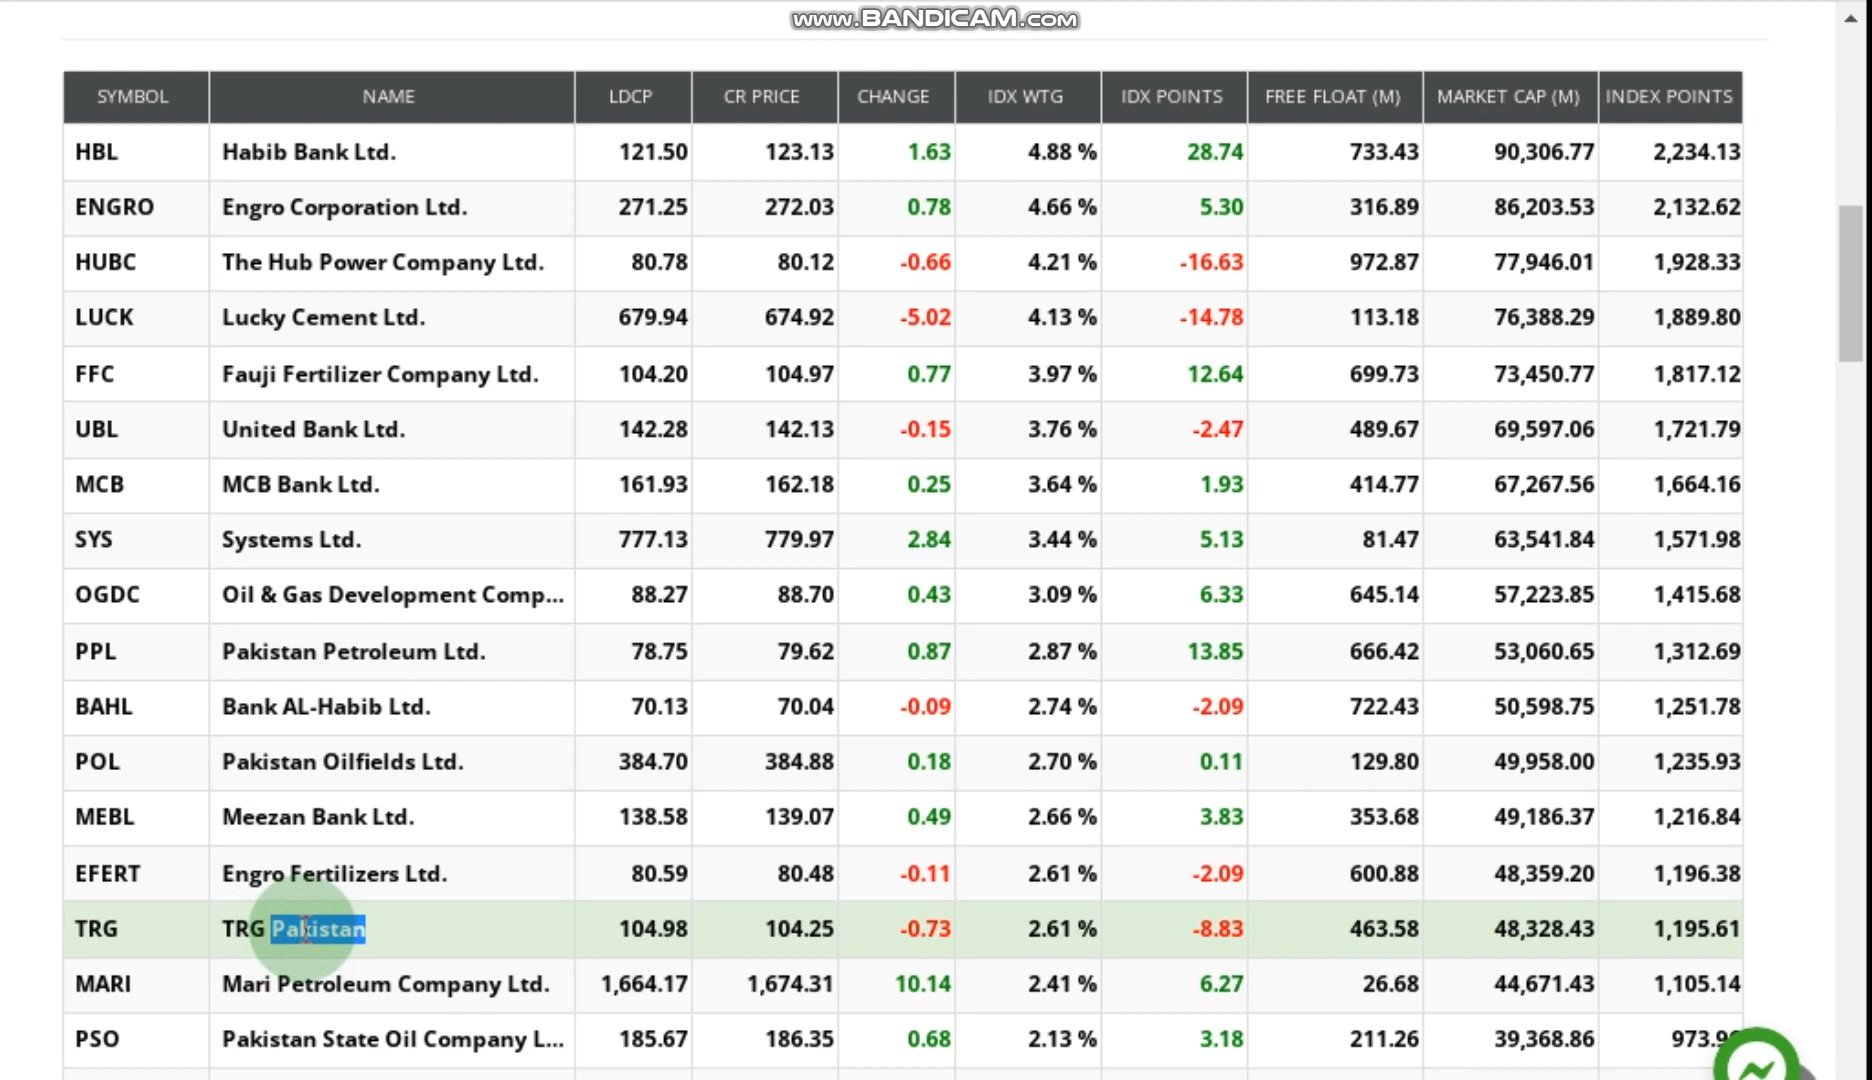 www.BANDICAM.com
SYMBOL NAME LDCP CR PRICE CHANGE IDX WTG IDX POINTS FREE FLOAT (M) MARKET CAP (M) INDEX POINTS
HBL Habib Bank Ltd. 121.50 123.13 1.63 4.88 % 28.74 733.43 90,306.77 2,234.13
ENGRO Engro Corporation Ltd. 271.25 272.03 0.78 4.66 % 5.30 316.89 86,203.53 2,132.62
HUBC The Hub Power Company Ltd. 80.78 80.12 -0.66 4.21 % -16.63 972.87 77,946.01 1,928.33
LUCK Lucky Cement Ltd. 679.94 674.92 -5.02 4.13 % -14.78 113.18 76,388.29 1,889.80
FFC Fauji Fertilizer Company Ltd. 104.20 104.97 0.77 3.97 % 12.64 699.73 73,450.77 1,817.12
UBL United Bank Ltd. 142.28 142.13 -0.15 3.76 % -2.47 489.67 69,597.06 1,721.79
MCB MCB Bank Ltd. 161.93 162.18 0.25 3.64 % 1.93 414.77 67,267.56 1,664.16
SYS Systems Ltd. 777.13 779.97 2.84 3.44 % 5.13 81.47 63,541.84 1,571.98
OGDC Oil & Gas Development Comp... 88.27 88.70 0.43 3.09 % 6.33 645.14 57,223.85 1,415.68
PPL Pakistan Petroleum Ltd. 78.75 79.62 0.87 2.87 % 13.85 666.42 53,060.65 1,312.69
BAHL Bank AL-Habib Ltd. 70.13 70.04 -0.09 2.74 % -2.09 722.43 50,598.75 1,251.78
POL Pakistan Oilfields Ltd. 384.70 384.88 0.18 2.70 % 0.11 129.80 49,958.00 1,235.93
MEBL Meezan Bank Ltd. 138.58 139.07 0.49 2.66 % 3.83 353.68 49,186.37 1,216.84
EFERT Engro Fertilizers Ltd. 80.59 80.48 -0.11 2.61 % -2.09 600.88 48,359.20 1,196.38
TRG TRG Pakistan 104.98 104.25 -0.73 2.61 % -8.83 463.58 48,328.43 1,195.61
MARI Mari Petroleum Company Ltd. 1,664.17 1,674.31 10.14 2.41 % 6.27 26.68 44,671.43 1,105.14
PSO Pakistan State Oil Company L... 185.67 186.35 0.68 2.13 % 3.18 211.26 39,368.86